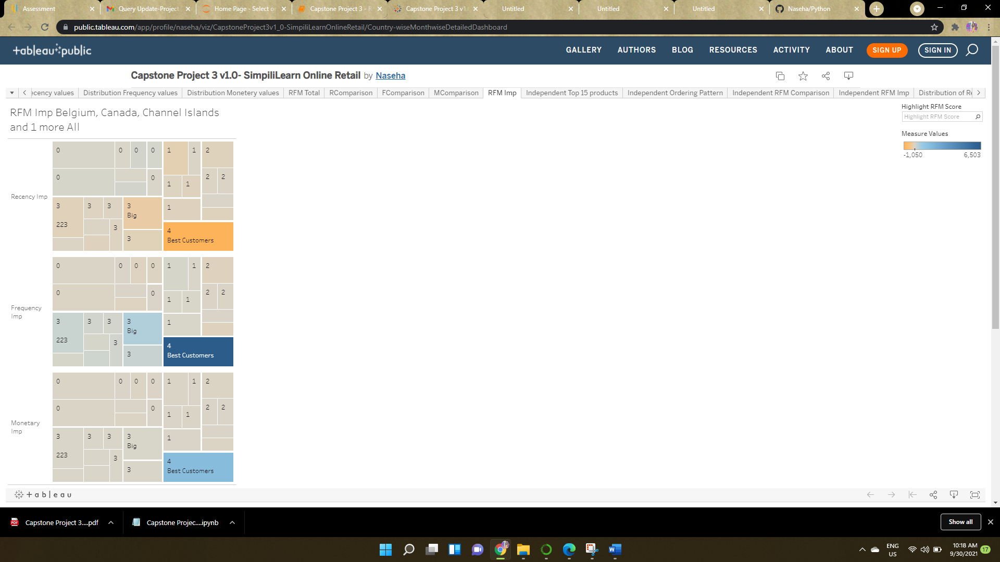 Assessment
Query Update-Project
Home Page - Select or
Capstone Project 3 - R
Capstone Project 3 v1.
Untitled
Untitled
Untitled
Naseha/Python
public.tableau.com/app/profile/naseha/viz/CapstoneProject3v1_0-SimpiliLearnOnlineRetail/Country-wiseMonthwiseDetailedDashboard
+ableau public
GALLERY AUTHORS BLOG RESOURCES ACTIVITY ABOUT SIGN UP SIGN IN
Capstone Project 3 v1.0- SimpiliLearn Online Retail by Naseha
ecency values Distribution Frequency values Distribution Monetery values RFM Total RComparison FComparison MComparison RFM Imp Independent Top 15 products Independent Ordering Pattern Independent RFM Comparison Independent RFM Imp Distribution of Re
RFM Imp Belgium, Canada, Channel Islands
and 1 more All
Highlight RFM Score
Highlight RFM Score
Measure Values
-1,050 6,503
Recency Imp
0 0 0 0 1 1 2
0 0 1 1 2 2
3 3 3 3 1
Big
223 3
3 4
Best Customers
Frequency
Imp
0 0 0 0 1 1 2
0 0 1 1 2 2
3 3 3 3 1
Big
223 3
3 4
Best Customers
Monetary
Imp
0 0 0 0 1 1 2
0 0 1 1 2 2
3 3 3 3 1
Big
223 3
3 4
Best Customers
+ a b | e a u
Capstone Project 3....pdf
Capstone Projec....ipynb
Show all
ENG
US
10:18 AM
9/30/2021
17